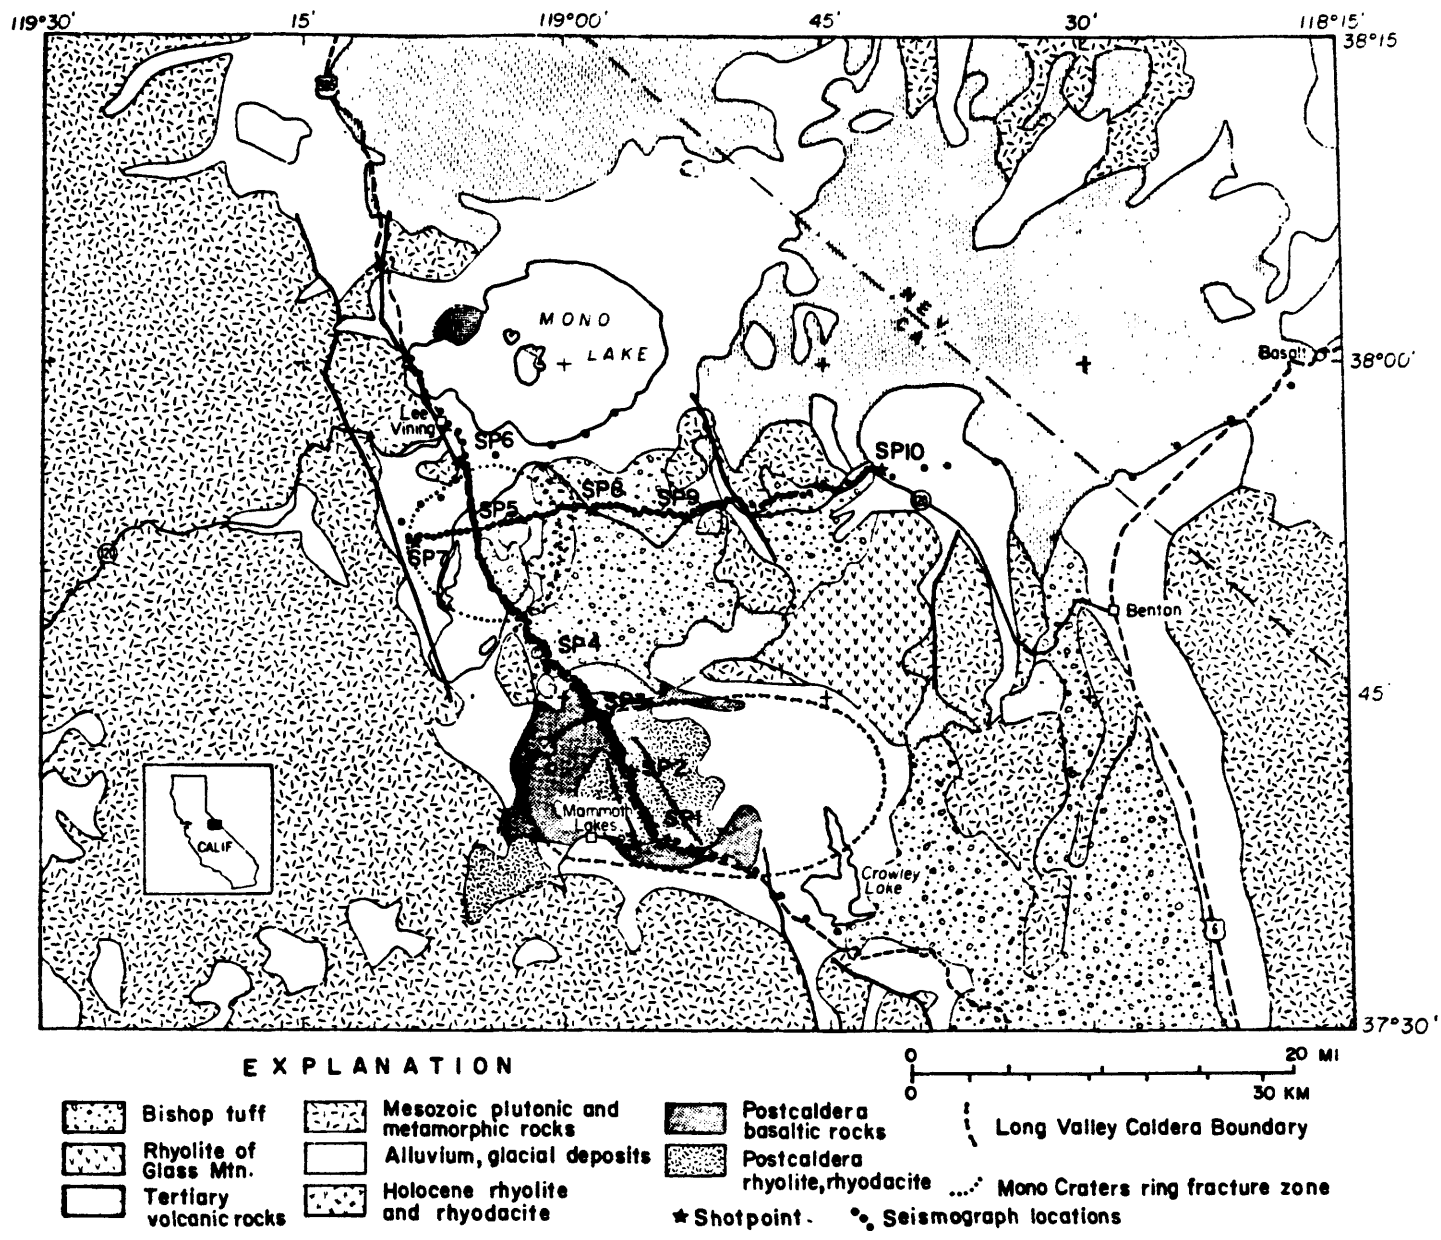 119°30' 15' 119°00' 45' 30' 118°15'
38°15
NEV
CA
MONO
LAKE
Basalt
38°00'
Lee
Vining
SP6
SP10
SP8
SP9
SP5
SP7
120
Benton
SP4
SP3
45'
SP2
Mammoth
Lakes
SP1
CALIF
Crowley
Lake
6
37°30'
EXPLANATION
0 20 MI
0 30 KM
Bishop tuff
Rhyolite of
Glass Mtn.
Tertiary
volcanic rocks
Mesozoic plutonic and
metamorphic rocks
Alluvium, glacial deposits
Holocene rhyolite
and rhyodacite
Postcaldera
basaltic rocks
Postcaldera
rhyolite, rhyodacite
Long Valley Caldera Boundary
Mono Craters ring fracture zone
Shotpoint
Seismograph locations